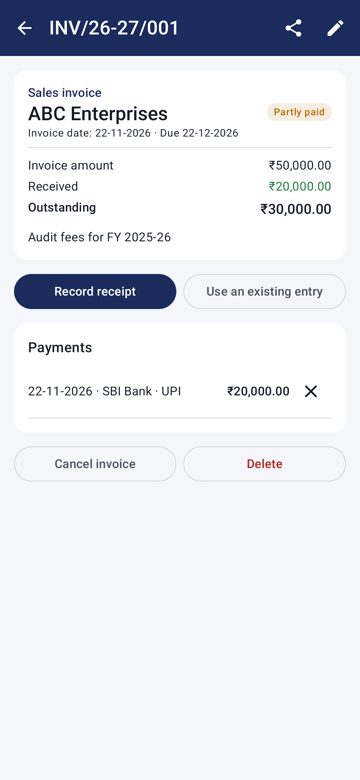 INV/26-27/001
Sales invoice
ABC Enterprises
Partly paid
Invoice date: 22-11-2026 · Due 22-12-2026
Invoice amount ₹50,000.00
Received ₹20,000.00
Outstanding ₹30,000.00
Audit fees for FY 2025-26
Record receipt Use an existing entry
Payments
22-11-2026 · SBI Bank · UPI ₹20,000.00
Cancel invoice Delete